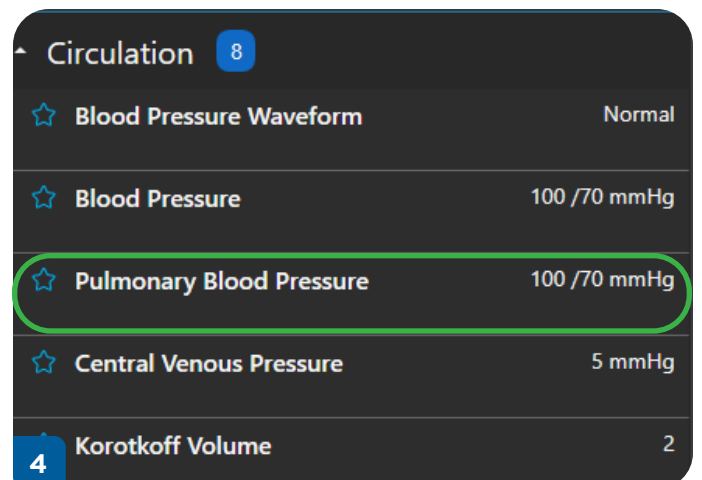 Circulation 8
Blood Pressure Waveform Normal
Blood Pressure 100 /70 mmHg
Pulmonary Blood Pressure 100 /70 mmHg
Central Venous Pressure 5 mmHg
Korotkoff Volume 2
4